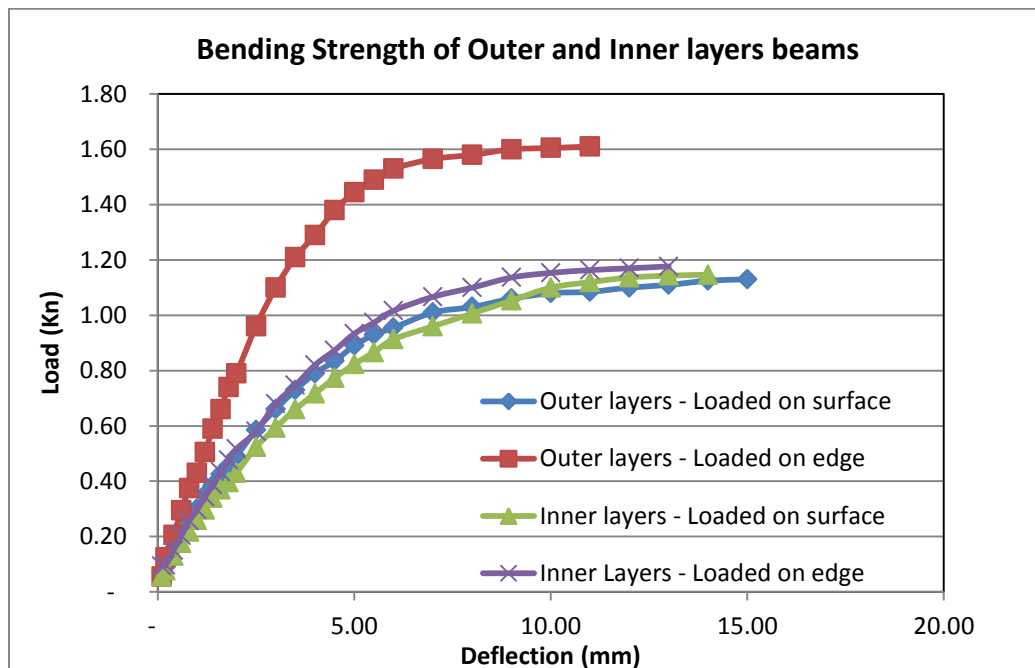 Bending Strength of Outer and Inner layers beams
1.80
1.60
1.40
1.20
1.00
0.80
0.60
0.40
0.20
-
Load (Kn)
Outer layers - Loaded on surface
Outer layers - Loaded on edge
Inner layers - Loaded on surface
Inner Layers - Loaded on edge
- 5.00 10.00 15.00 20.00
Deflection (mm)